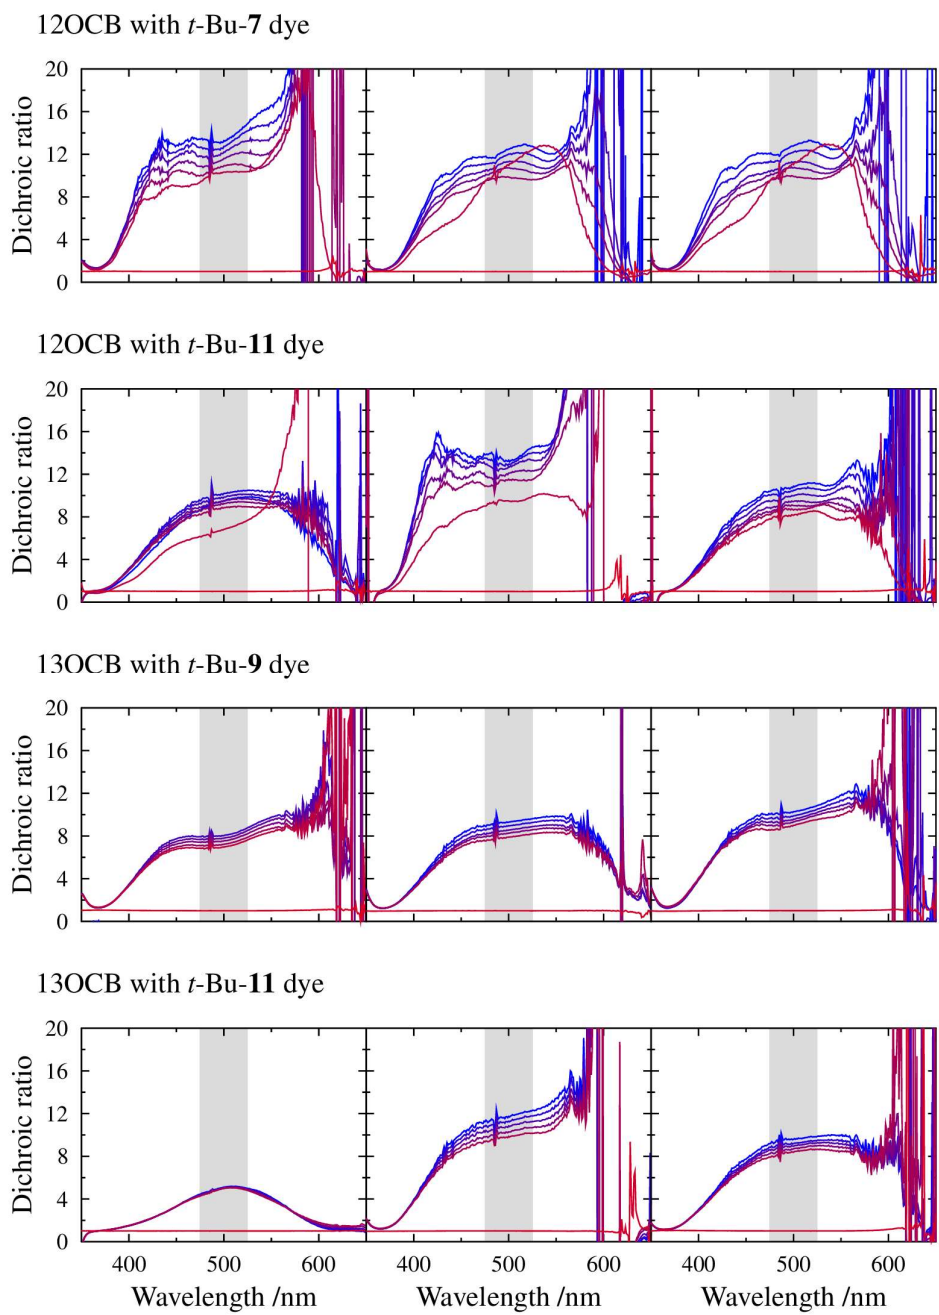 12OCB with t-Bu-7 dye
20
16
12
8
4
0
Dichroic ratio
12OCB with t-Bu-11 dye
20
16
12
8
4
0
Dichroic ratio
13OCB with t-Bu-9 dye
20
16
12
8
4
0
Dichroic ratio
13OCB with t-Bu-11 dye
20
16
12
8
4
0
Dichroic ratio
400 500 600 400 500 600 400 500 600
Wavelength /nm Wavelength /nm Wavelength /nm